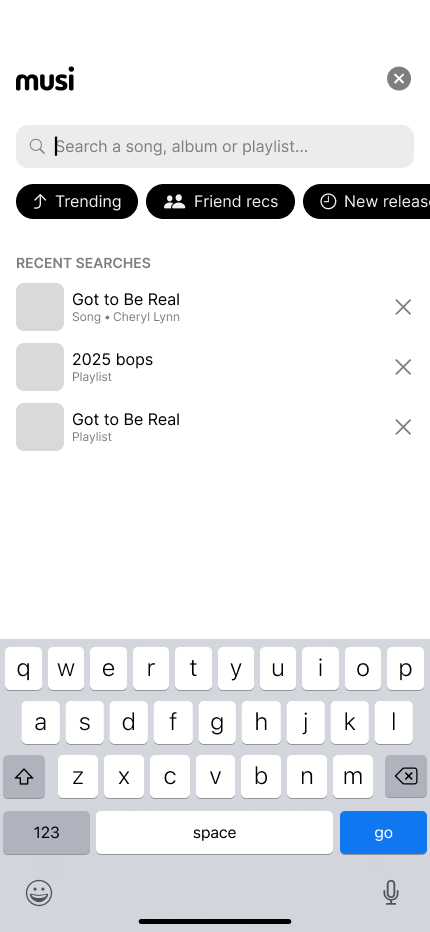 musi
Search a song, album or playlist...
Trending
Friend recs
New releas
RECENT SEARCHES
Got to Be Real
Song • Cheryl Lynn
2025 bops
Playlist
Got to Be Real
Playlist
q w e r t y u i o p
a s d f g h j k l
z x c v b n m
123 space go